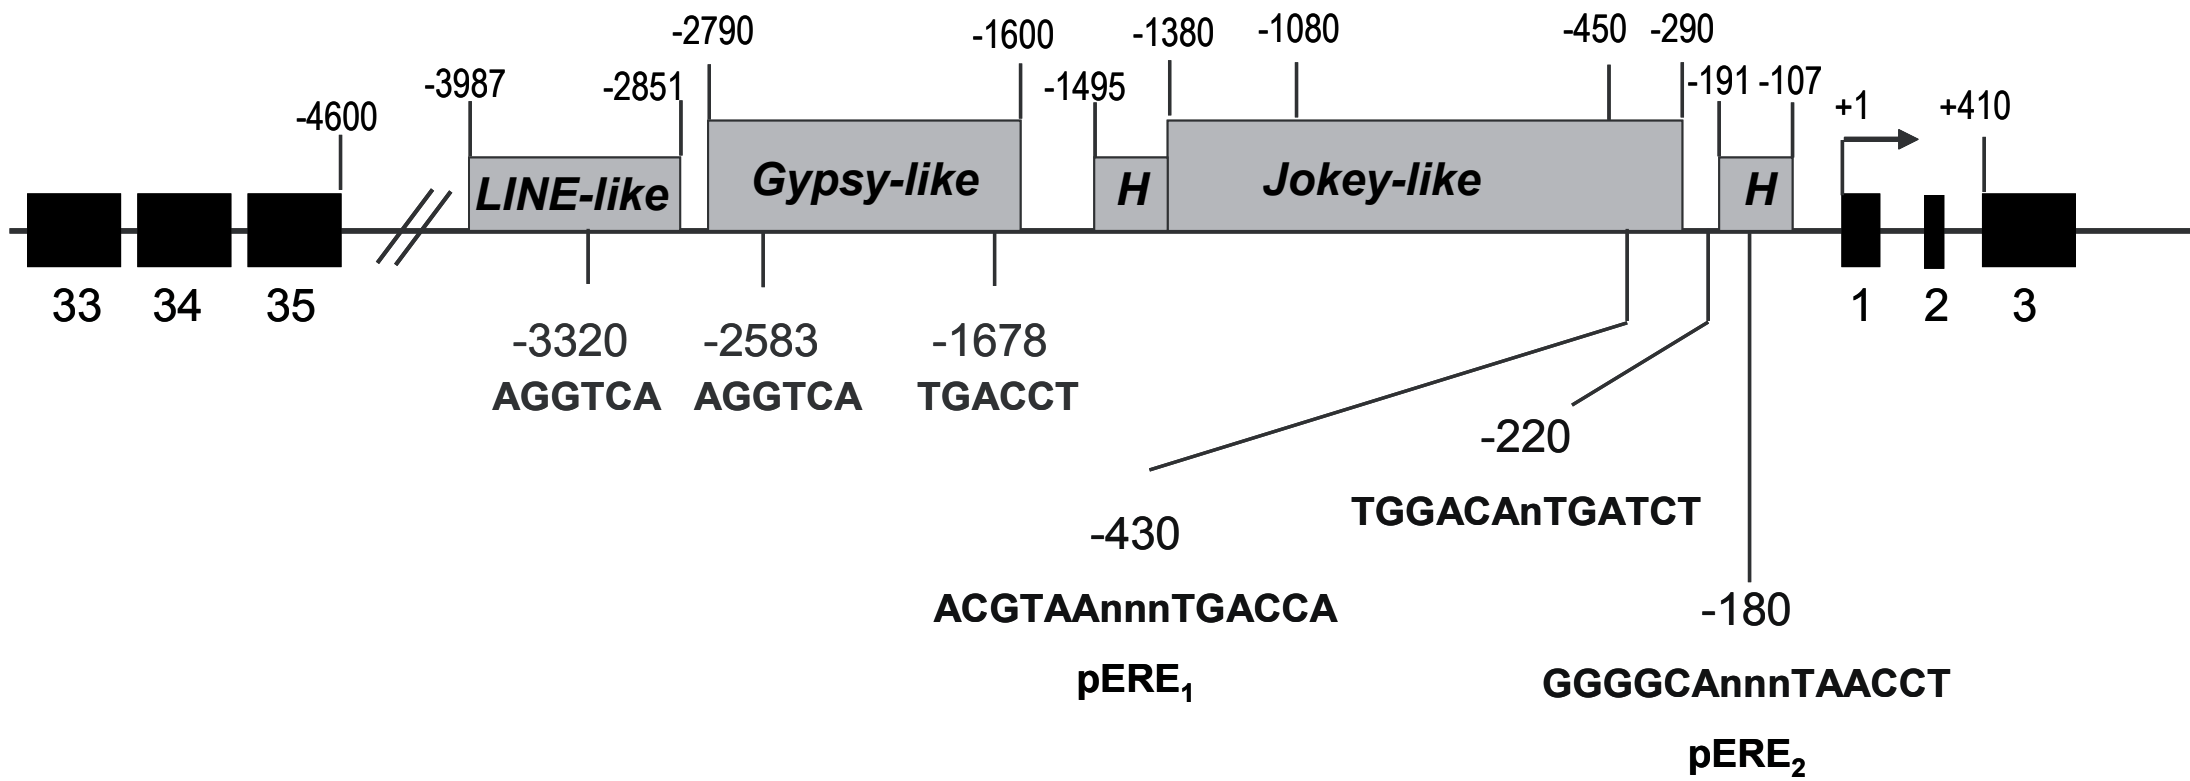 -2790
-1600
-1380
-1080
-450
-290
-3987
-2851
-1495
-191
-107
-4600
+1
+410
LINE-like
Gypsy-like
H
Jokey-like
H
33
34
35
1
2
3
-3320
-2583
-1678
AGGTCA
AGGTCA
TGACCT
-220
TGGACAnTGATCT
-430
ACGTAAnnnTGACCA
pERE1
-180
GGGGCAnnnTAACCT
pERE2